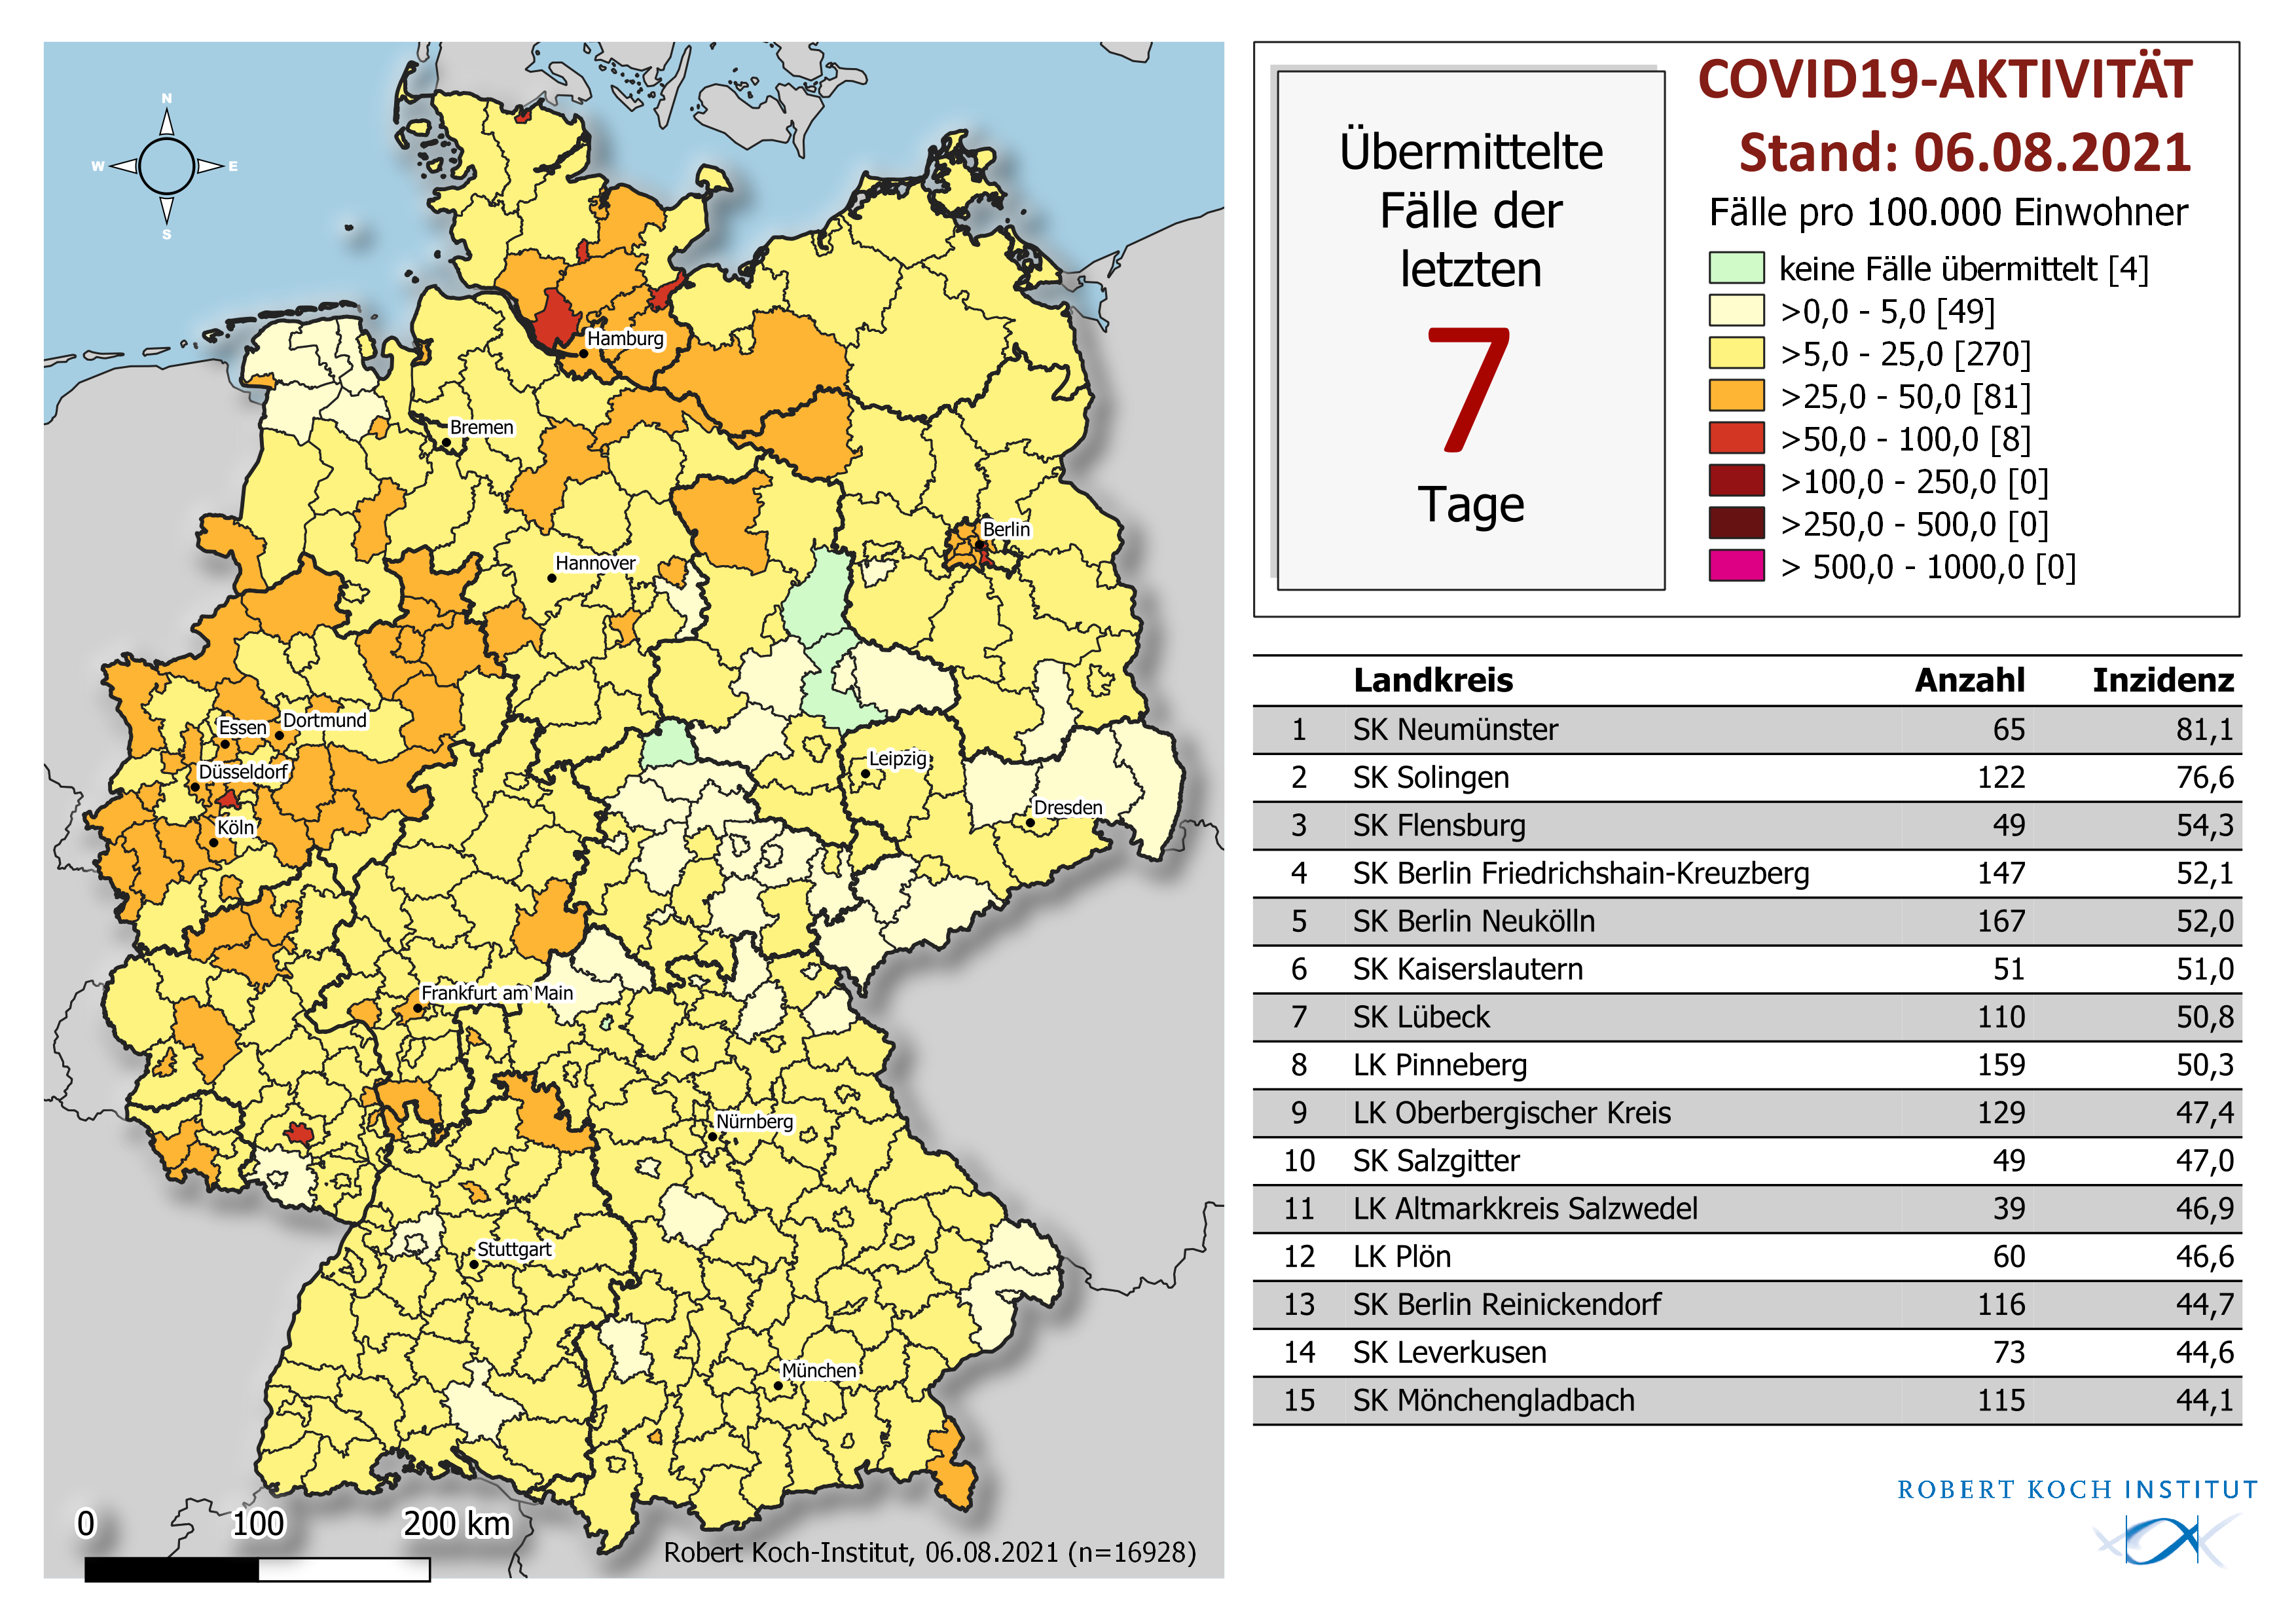 N
W E
S
Hamburg
Bremen
Berlin
Hannover
Essen
Dortmund
Düsseldorf
Leipzig
Köln
Dresden
Frankfurt am Main
Nürnberg
Stuttgart
München
0 100 200 km
Robert Koch-Institut, 06.08.2021 (n=16928)
Übermittelte
Fälle der
letzten
7
Tage
COVID19-AKTIVITÄT
Stand: 06.08.2021
Fälle pro 100.000 Einwohner
keine Fälle übermittelt [4]
>0,0 - 5,0 [49]
>5,0 - 25,0 [270]
>25,0 - 50,0 [81]
>50,0 - 100,0 [8]
>100,0 - 250,0 [0]
>250,0 - 500,0 [0]
> 500,0 - 1000,0 [0]
Landkreis Anzahl Inzidenz
1 SK Neumünster 65 81,1
2 SK Solingen 122 76,6
3 SK Flensburg 49 54,3
4 SK Berlin Friedrichshain-Kreuzberg 147 52,1
5 SK Berlin Neukölln 167 52,0
6 SK Kaiserslautern 51 51,0
7 SK Lübeck 110 50,8
8 LK Pinneberg 159 50,3
9 LK Oberbergischer Kreis 129 47,4
10 SK Salzgitter 49 47,0
11 LK Altmarkkreis Salzwedel 39 46,9
12 LK Plön 60 46,6
13 SK Berlin Reinickendorf 116 44,7
14 SK Leverkusen 73 44,6
15 SK Mönchengladbach 115 44,1
ROBERT KOCH INSTITUT